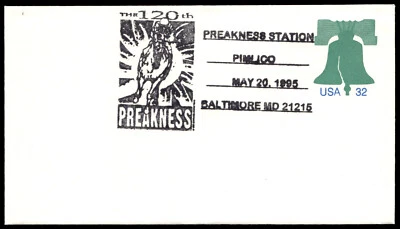 THE 120th
PREAKNESS
PREAKNESS STATION
PIMLICO
MAY 20, 1995
BALTIMORE MD 21215
USA 32